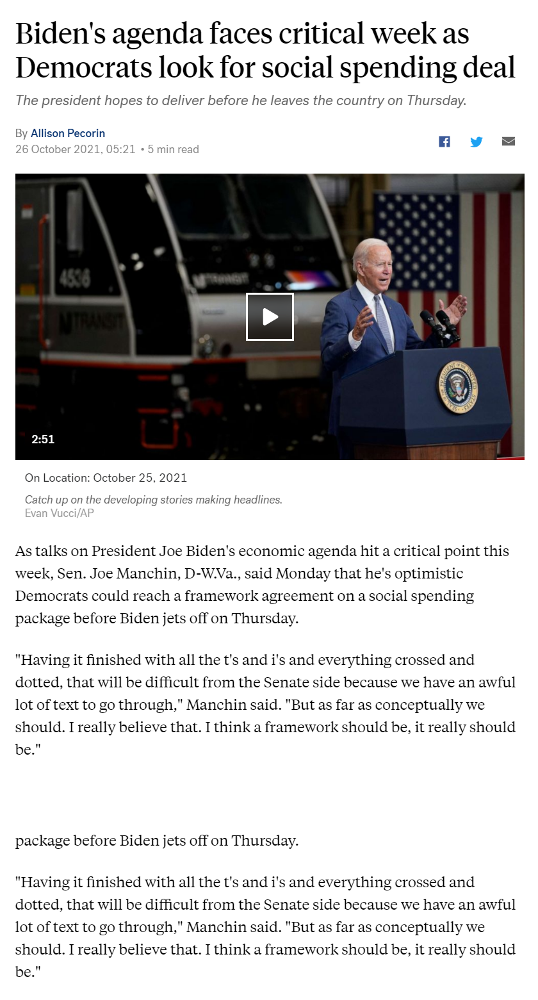 Biden's agenda faces critical week as
Democrats look for social spending deal
The president hopes to deliver before he leaves the country on Thursday.
By Allison Pecorin
26 October 2021, 05:21 • 5 min read
4536
NJTRANSIT
NJTRANSIT
PRESIDENT OF THE UNITED STATES
SEAL
2:51
On Location: October 25, 2021
Catch up on the developing stories making headlines.
Evan Vucci/AP
As talks on President Joe Biden's economic agenda hit a critical point this
week, Sen. Joe Manchin, D-W.Va., said Monday that he's optimistic
Democrats could reach a framework agreement on a social spending
package before Biden jets off on Thursday.
"Having it finished with all the t's and i's and everything crossed and
dotted, that will be difficult from the Senate side because we have an awful
lot of text to go through," Manchin said. "But as far as conceptually we
should. I really believe that. I think a framework should be, it really should
be."
package before Biden jets off on Thursday.
"Having it finished with all the t's and i's and everything crossed and
dotted, that will be difficult from the Senate side because we have an awful
lot of text to go through," Manchin said. "But as far as conceptually we
should. I really believe that. I think a framework should be, it really should
be."